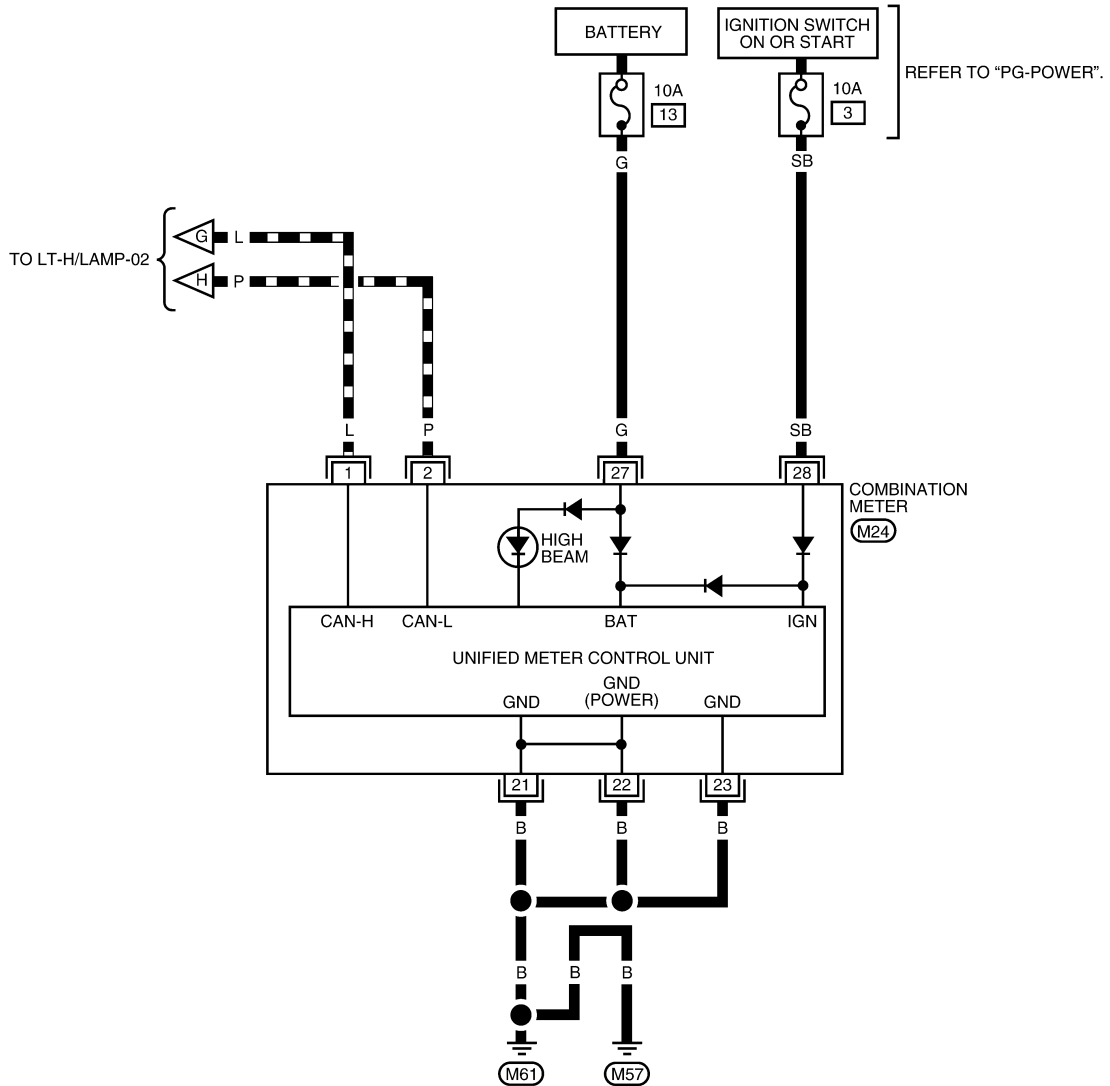 BATTERY
IGNITION SWITCH
ON OR START
REFER TO “PG-POWER”.
10A
13
10A
3
G
SB
TO LT-H/LAMP-02
G
L
H
P
L
P
G
SB
1
2
27
28
COMBINATION
METER
M24
HIGH
BEAM
CAN-H
CAN-L
BAT
IGN
UNIFIED METER CONTROL UNIT
GND
GND
(POWER)
GND
21
22
23
B
B
B
B
B
B
M61
M57